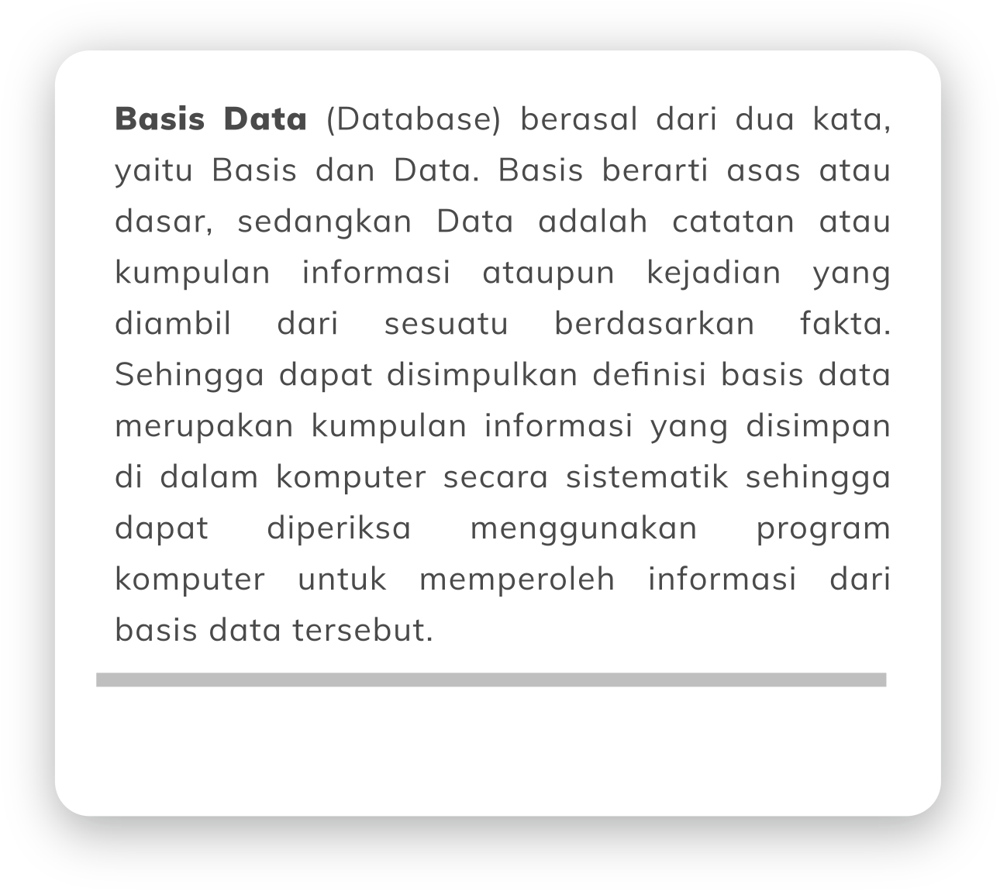 Basis Data (Database) berasal dari dua kata,
yaitu Basis dan Data. Basis berarti asas atau
dasar, sedangkan Data adalah catatan atau
kumpulan informasi ataupun kejadian yang
diambil dari sesuatu berdasarkan fakta.
Sehingga dapat disimpulkan definisi basis data
merupakan kumpulan informasi yang disimpan
di dalam komputer secara sistematik sehingga
dapat diperiksa menggunakan program
komputer untuk memperoleh informasi dari
basis data tersebut.